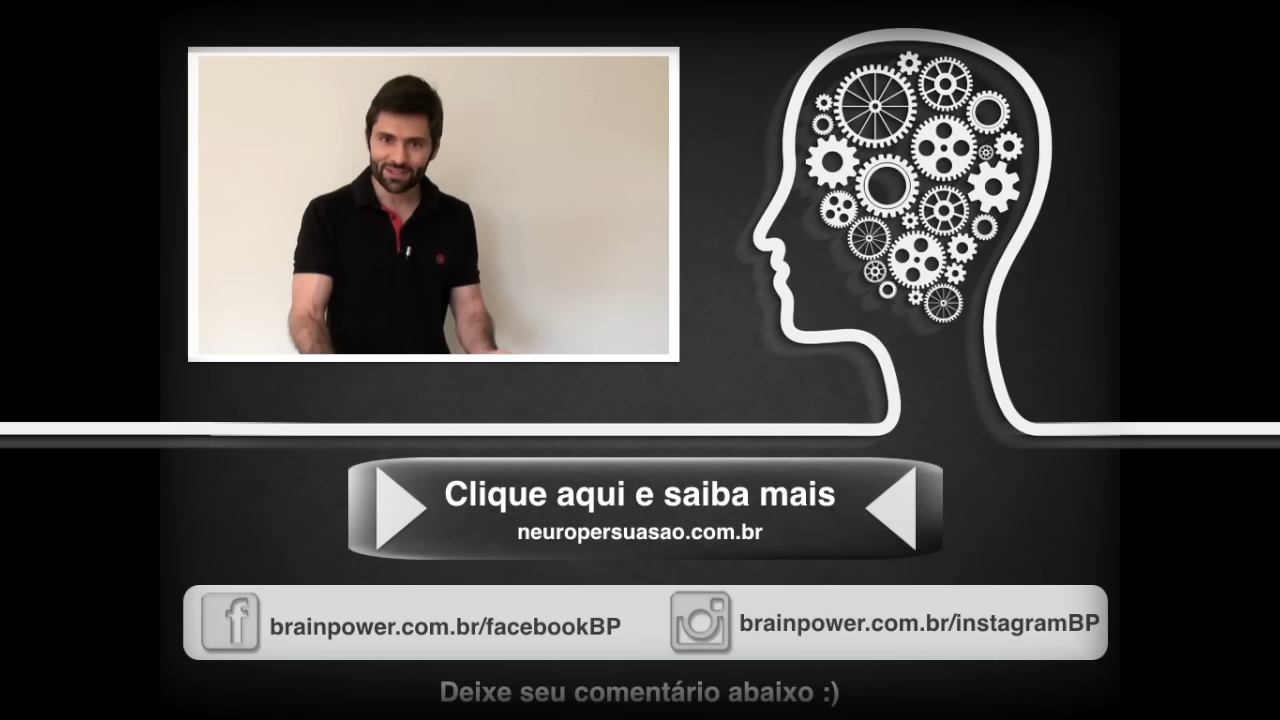 Clique aqui e saiba mais
neuropersuasao.com.br
brainpower.com.br/facebookBP
brainpower.com.br/instagramBP
Deixe seu comentário abaixo :)